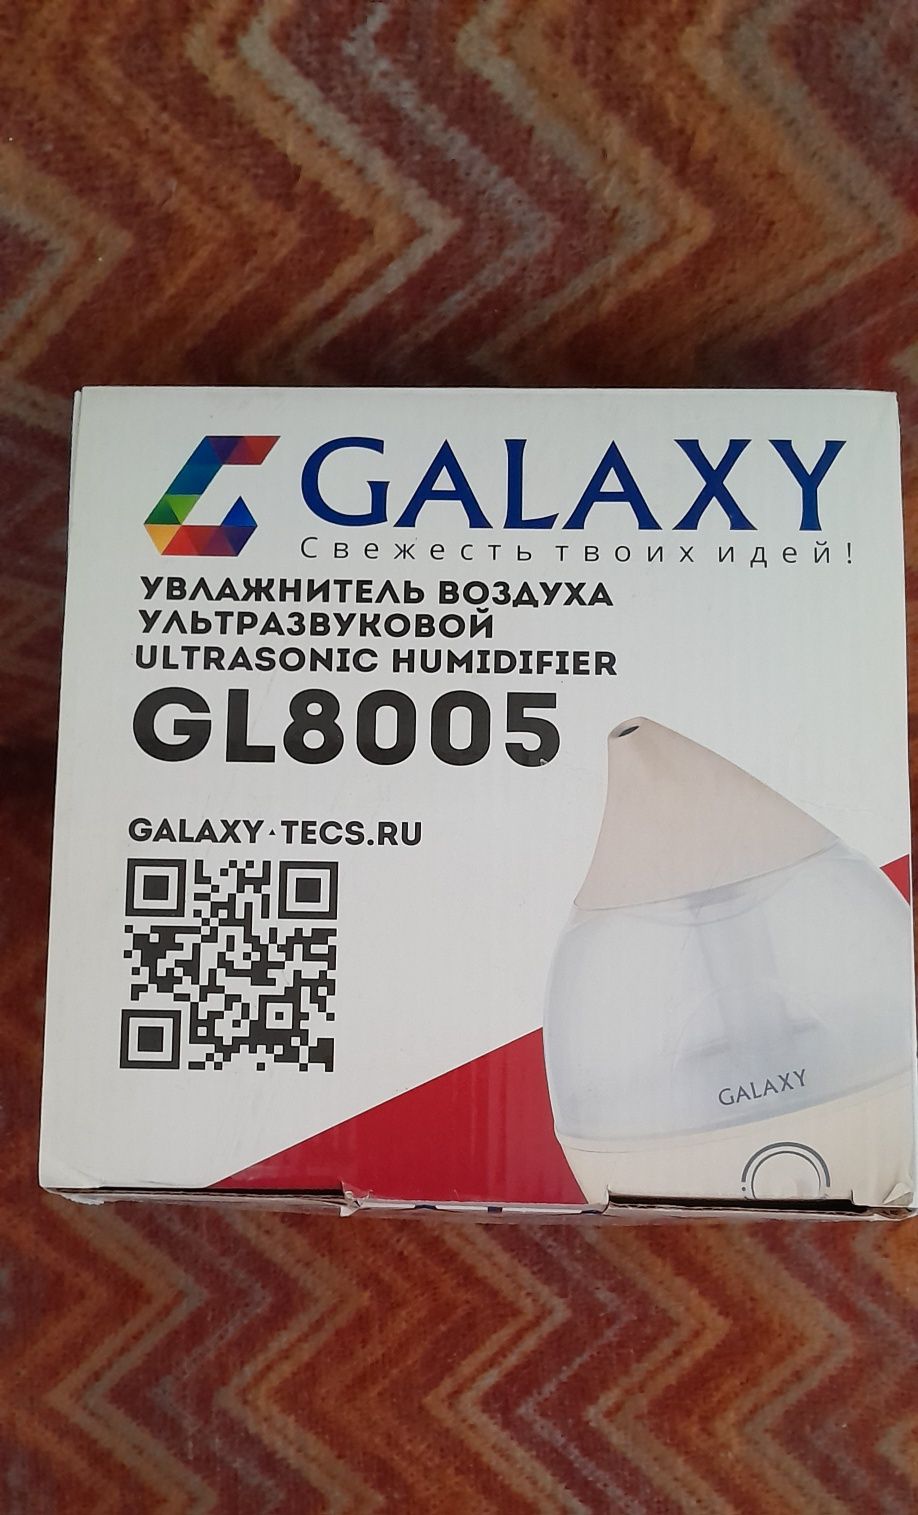 GALAXY
Свежесть твоих идей!
УВЛАЖНИТЕЛЬ ВОЗДУХА
УЛЬТРАЗВУКОВОЙ
ULTRASONIC HUMIDIFIER
GL8005
GALAXY-TECS.RU
GALAXY